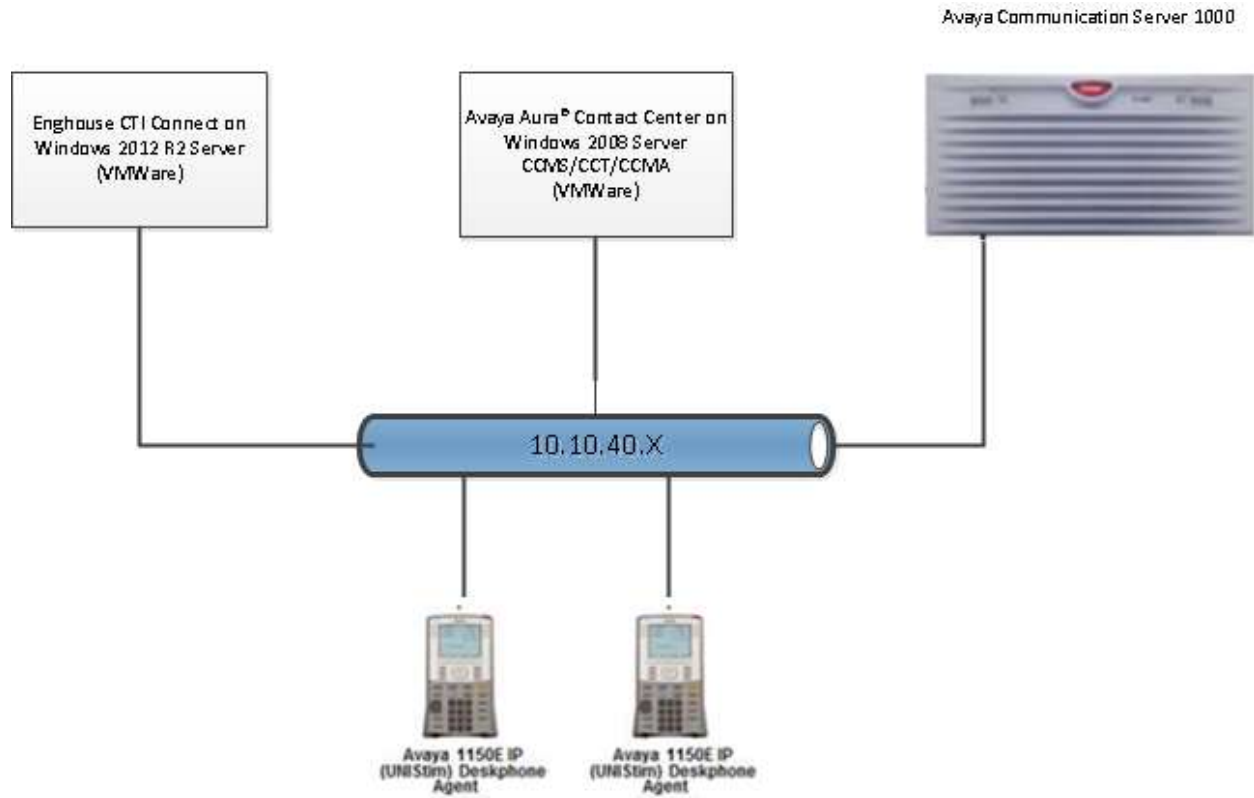 Avaya Communication Server 1000
Enghouse CTI Connect on
Windows 2012 R2 Server
(VMWare)
Avaya Aura® Contact Center on
Windows 2008 Server
CCMS/CCT/CCMA
(VMWare)
10.10.40.X
Avaya 1150E IP
(UNIStim) Deskphone
Agent
Avaya 1150E IP
(UNIStim) Deskphone
Agent